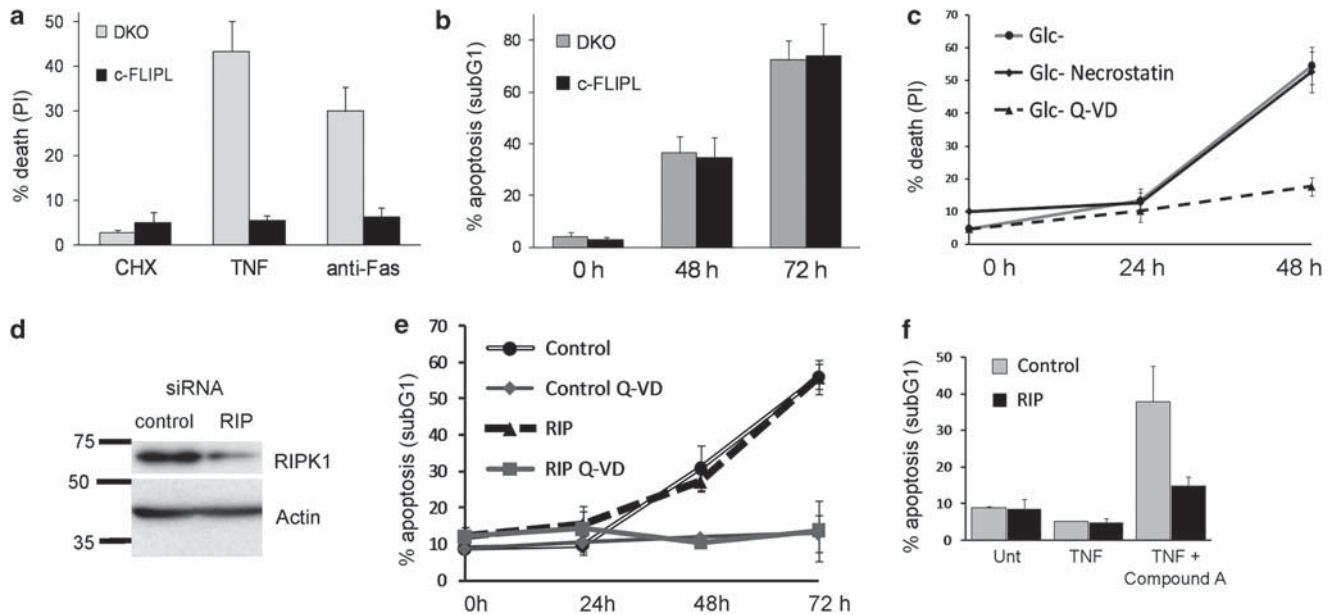 a
% death (PI)
50
40
30
20
10
0
DKO
c-FLIPL
CHX TNF anti-Fas
b
% apoptosis (subG1)
80
60
40
20
0
DKO
c-FLIPL
0 h 48 h 72 h
c
% death (PI)
70
60
50
40
30
20
10
0
Glc-
Glc- Necrostatin
Glc- Q-VD
0 h 24 h 48 h
d
siRNA
control RIP
75
50
35
RIPK1
Actin
e
% apoptosis (subG1)
70
60
50
40
30
20
10
0
Control
Control Q-VD
RIP
RIP Q-VD
0h 24h 48h 72 h
f
% apoptosis (subG1)
50
40
30
20
10
0
Control
RIP
Unt TNF TNF +
Compound A